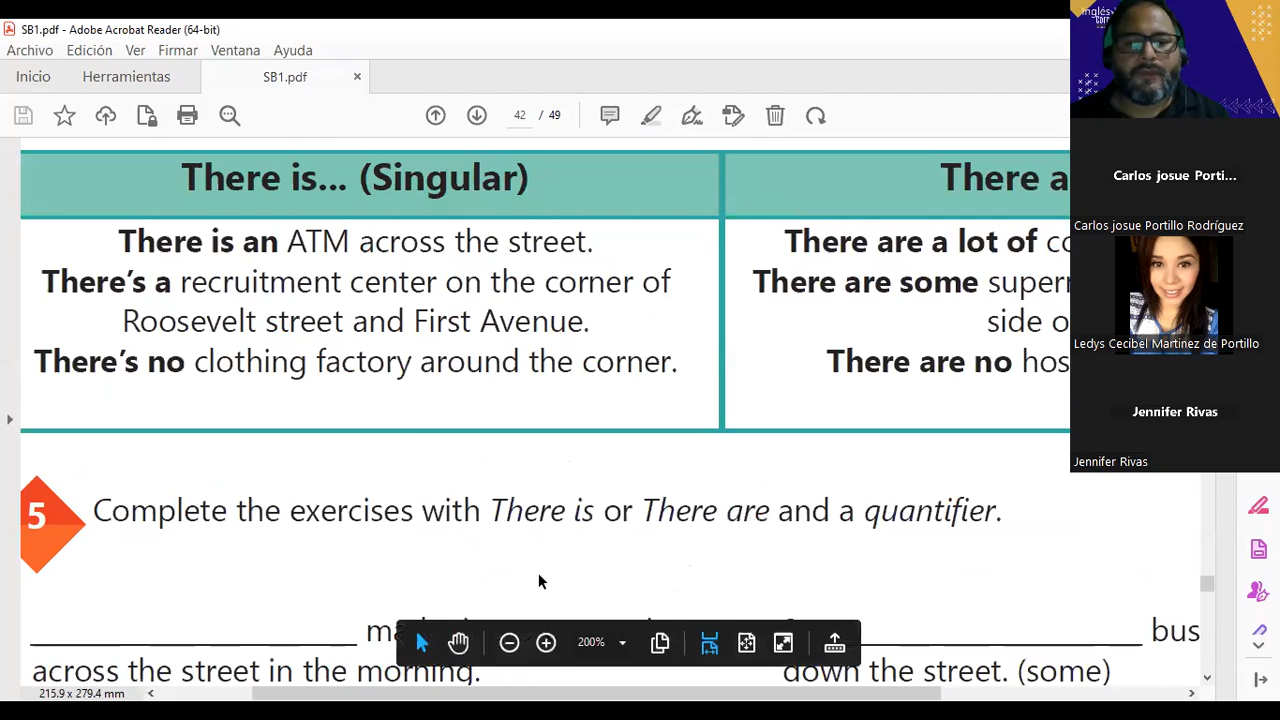 SB1.pdf - Adobe Acrobat Reader (64-bit)
Archivo Edición Ver Firmar Ventana Ayuda
Inicio Herramientas SB1.pdf ×
42 / 49
There is... (Singular)
There is an ATM across the street.
There's a recruitment center on the corner of
Roosevelt street and First Avenue.
There's no clothing factory around the corner.
There a
There are a lot of co
There are some superm
side o
There are no hos
5 Complete the exercises with There is or There are and a quantifier.
across the street in the morning.
bus
down the street. (some)
200%
215.9 x 279.4 mm
Inglés
Carlos josue Porti...
Carlos josue Portillo Rodríguez
Ledys Cecibel Martinez de Portillo
Jennifer Rivas
Jennifer Rivas